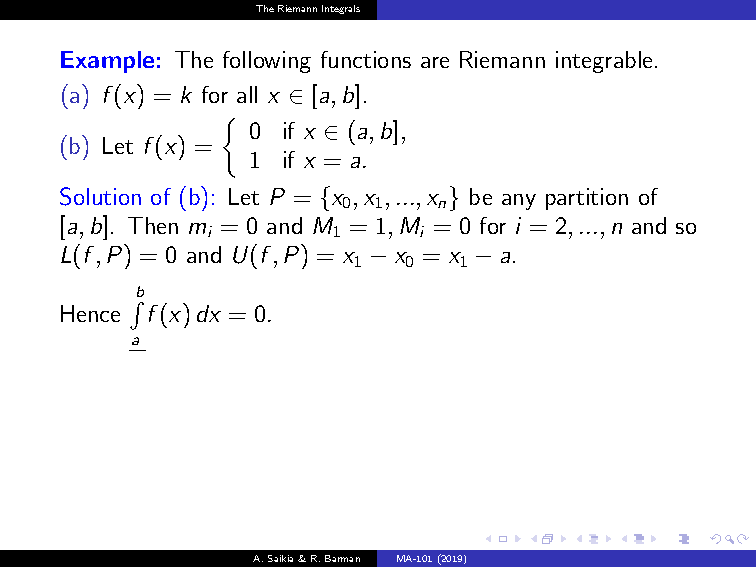 The Riemann Integrals
Example: The following functions are Riemann integrable.
(a) f(x) = k for all x ∈ [a, b].
(b) Let f(x) = { 0 if x ∈ (a, b],
1 if x = a.
Solution of (b): Let P = {x₀, x₁, ..., xₙ} be any partition of
[a, b]. Then mᵢ = 0 and M₁ = 1, Mᵢ = 0 for i = 2, ..., n and so
L(f, P) = 0 and U(f, P) = x₁ − x₀ = x₁ − a.
b
Hence ∫ f(x) dx = 0.
a
A. Saikia & R. Barman MA-101 (2019)